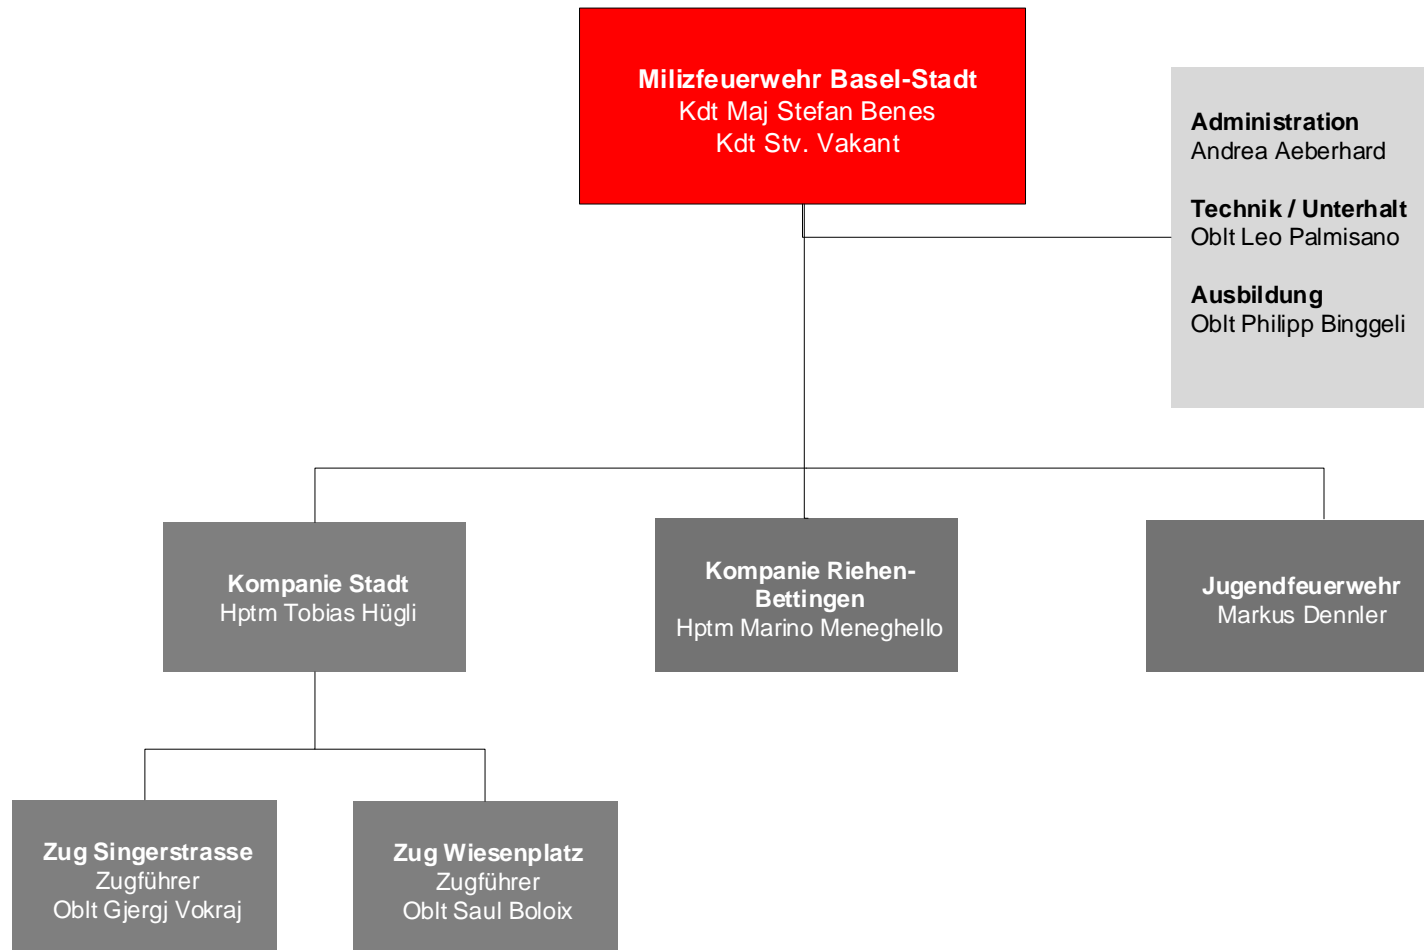 Milizfeuerwehr Basel-Stadt
Kdt Maj Stefan Benes
Kdt Stv. Vakant
Administration
Andrea Aeberhard
Technik / Unterhalt
Oblt Leo Palmisano
Ausbildung
Oblt Philipp Binggeli
Kompanie Stadt
Hptm Tobias Hügli
Kompanie Riehen-
Bettingen
Hptm Marino Meneghello
Jugendfeuerwehr
Markus Dennler
Zug Singerstrasse
Zugführer
Oblt Gjergj Vokraj
Zug Wiesenplatz
Zugführer
Oblt Saul Boloix